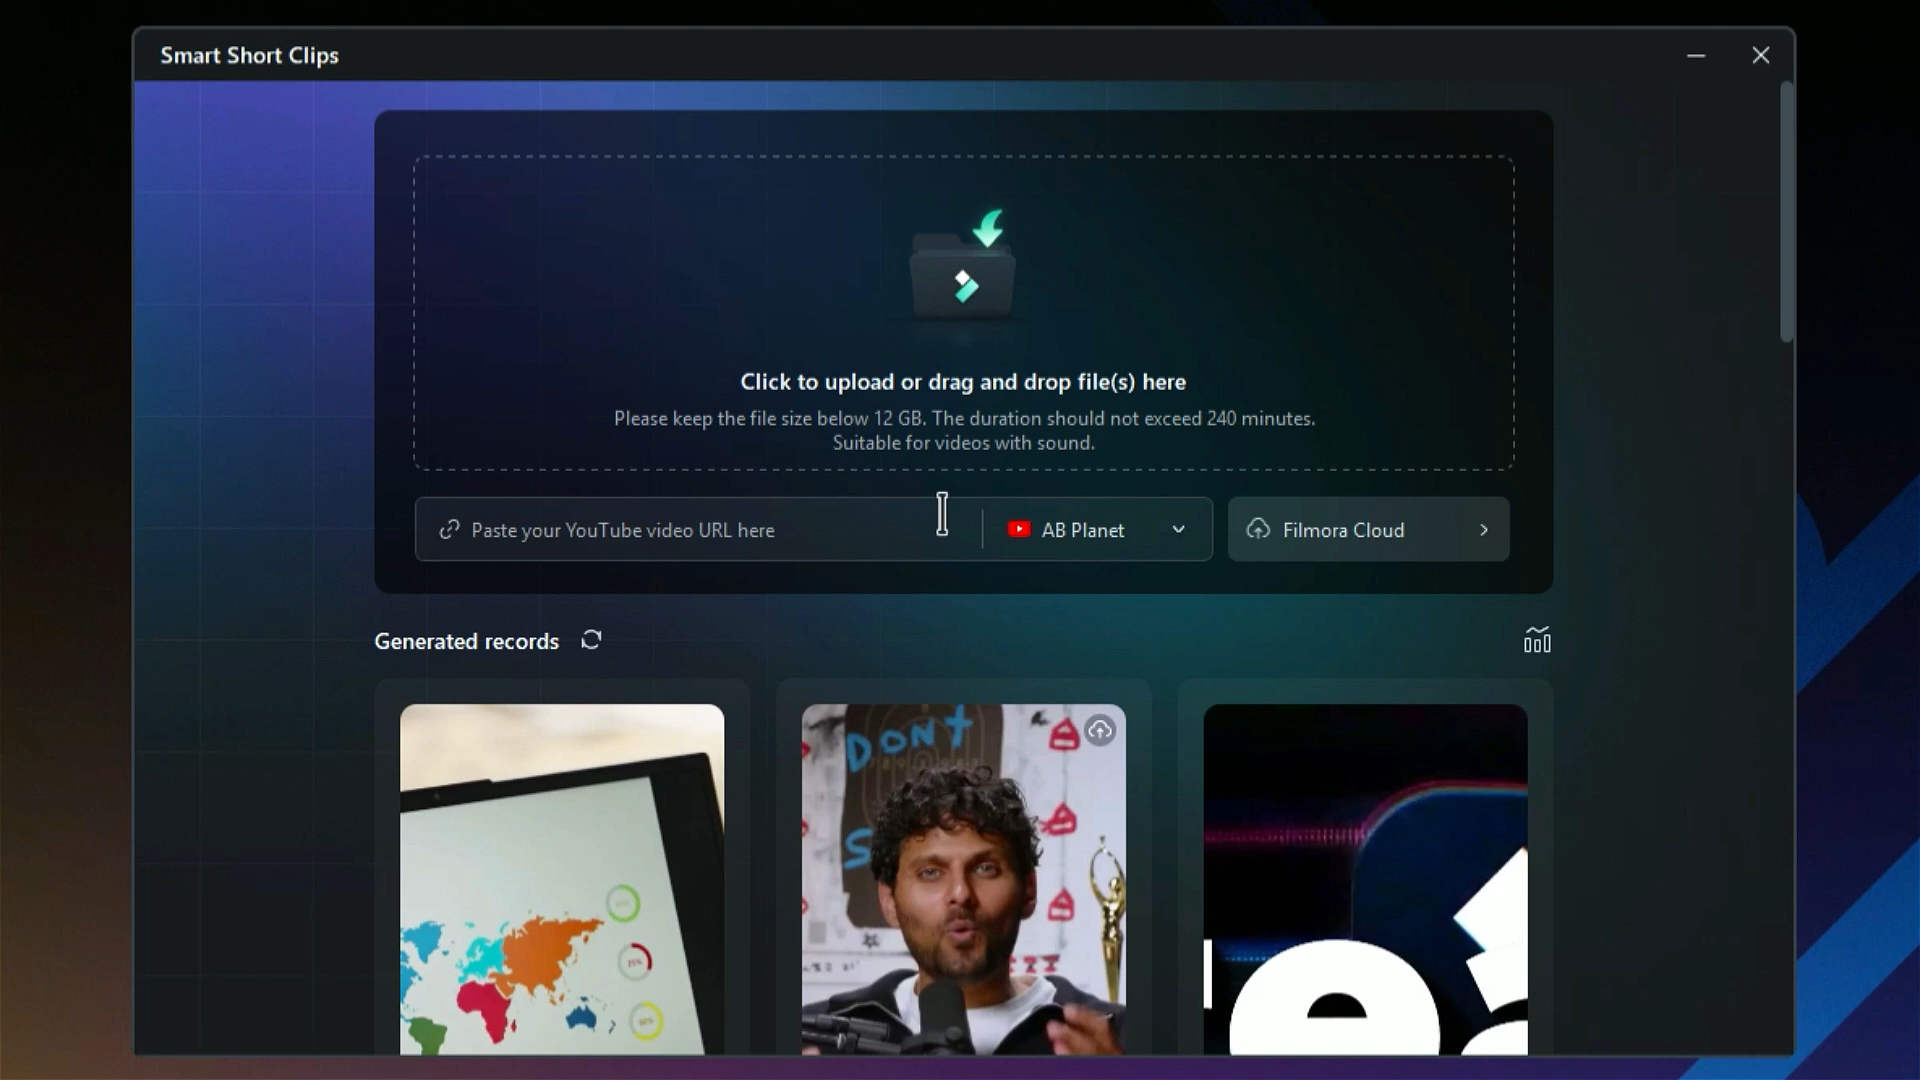 Smart Short Clips
Click to upload or drag and drop file(s) here
Please keep the file size below 12 GB. The duration should not exceed 240 minutes.
Suitable for videos with sound.
Paste your YouTube video URL here
AB Planet
Filmora Cloud
Generated records
DON'T
S
e